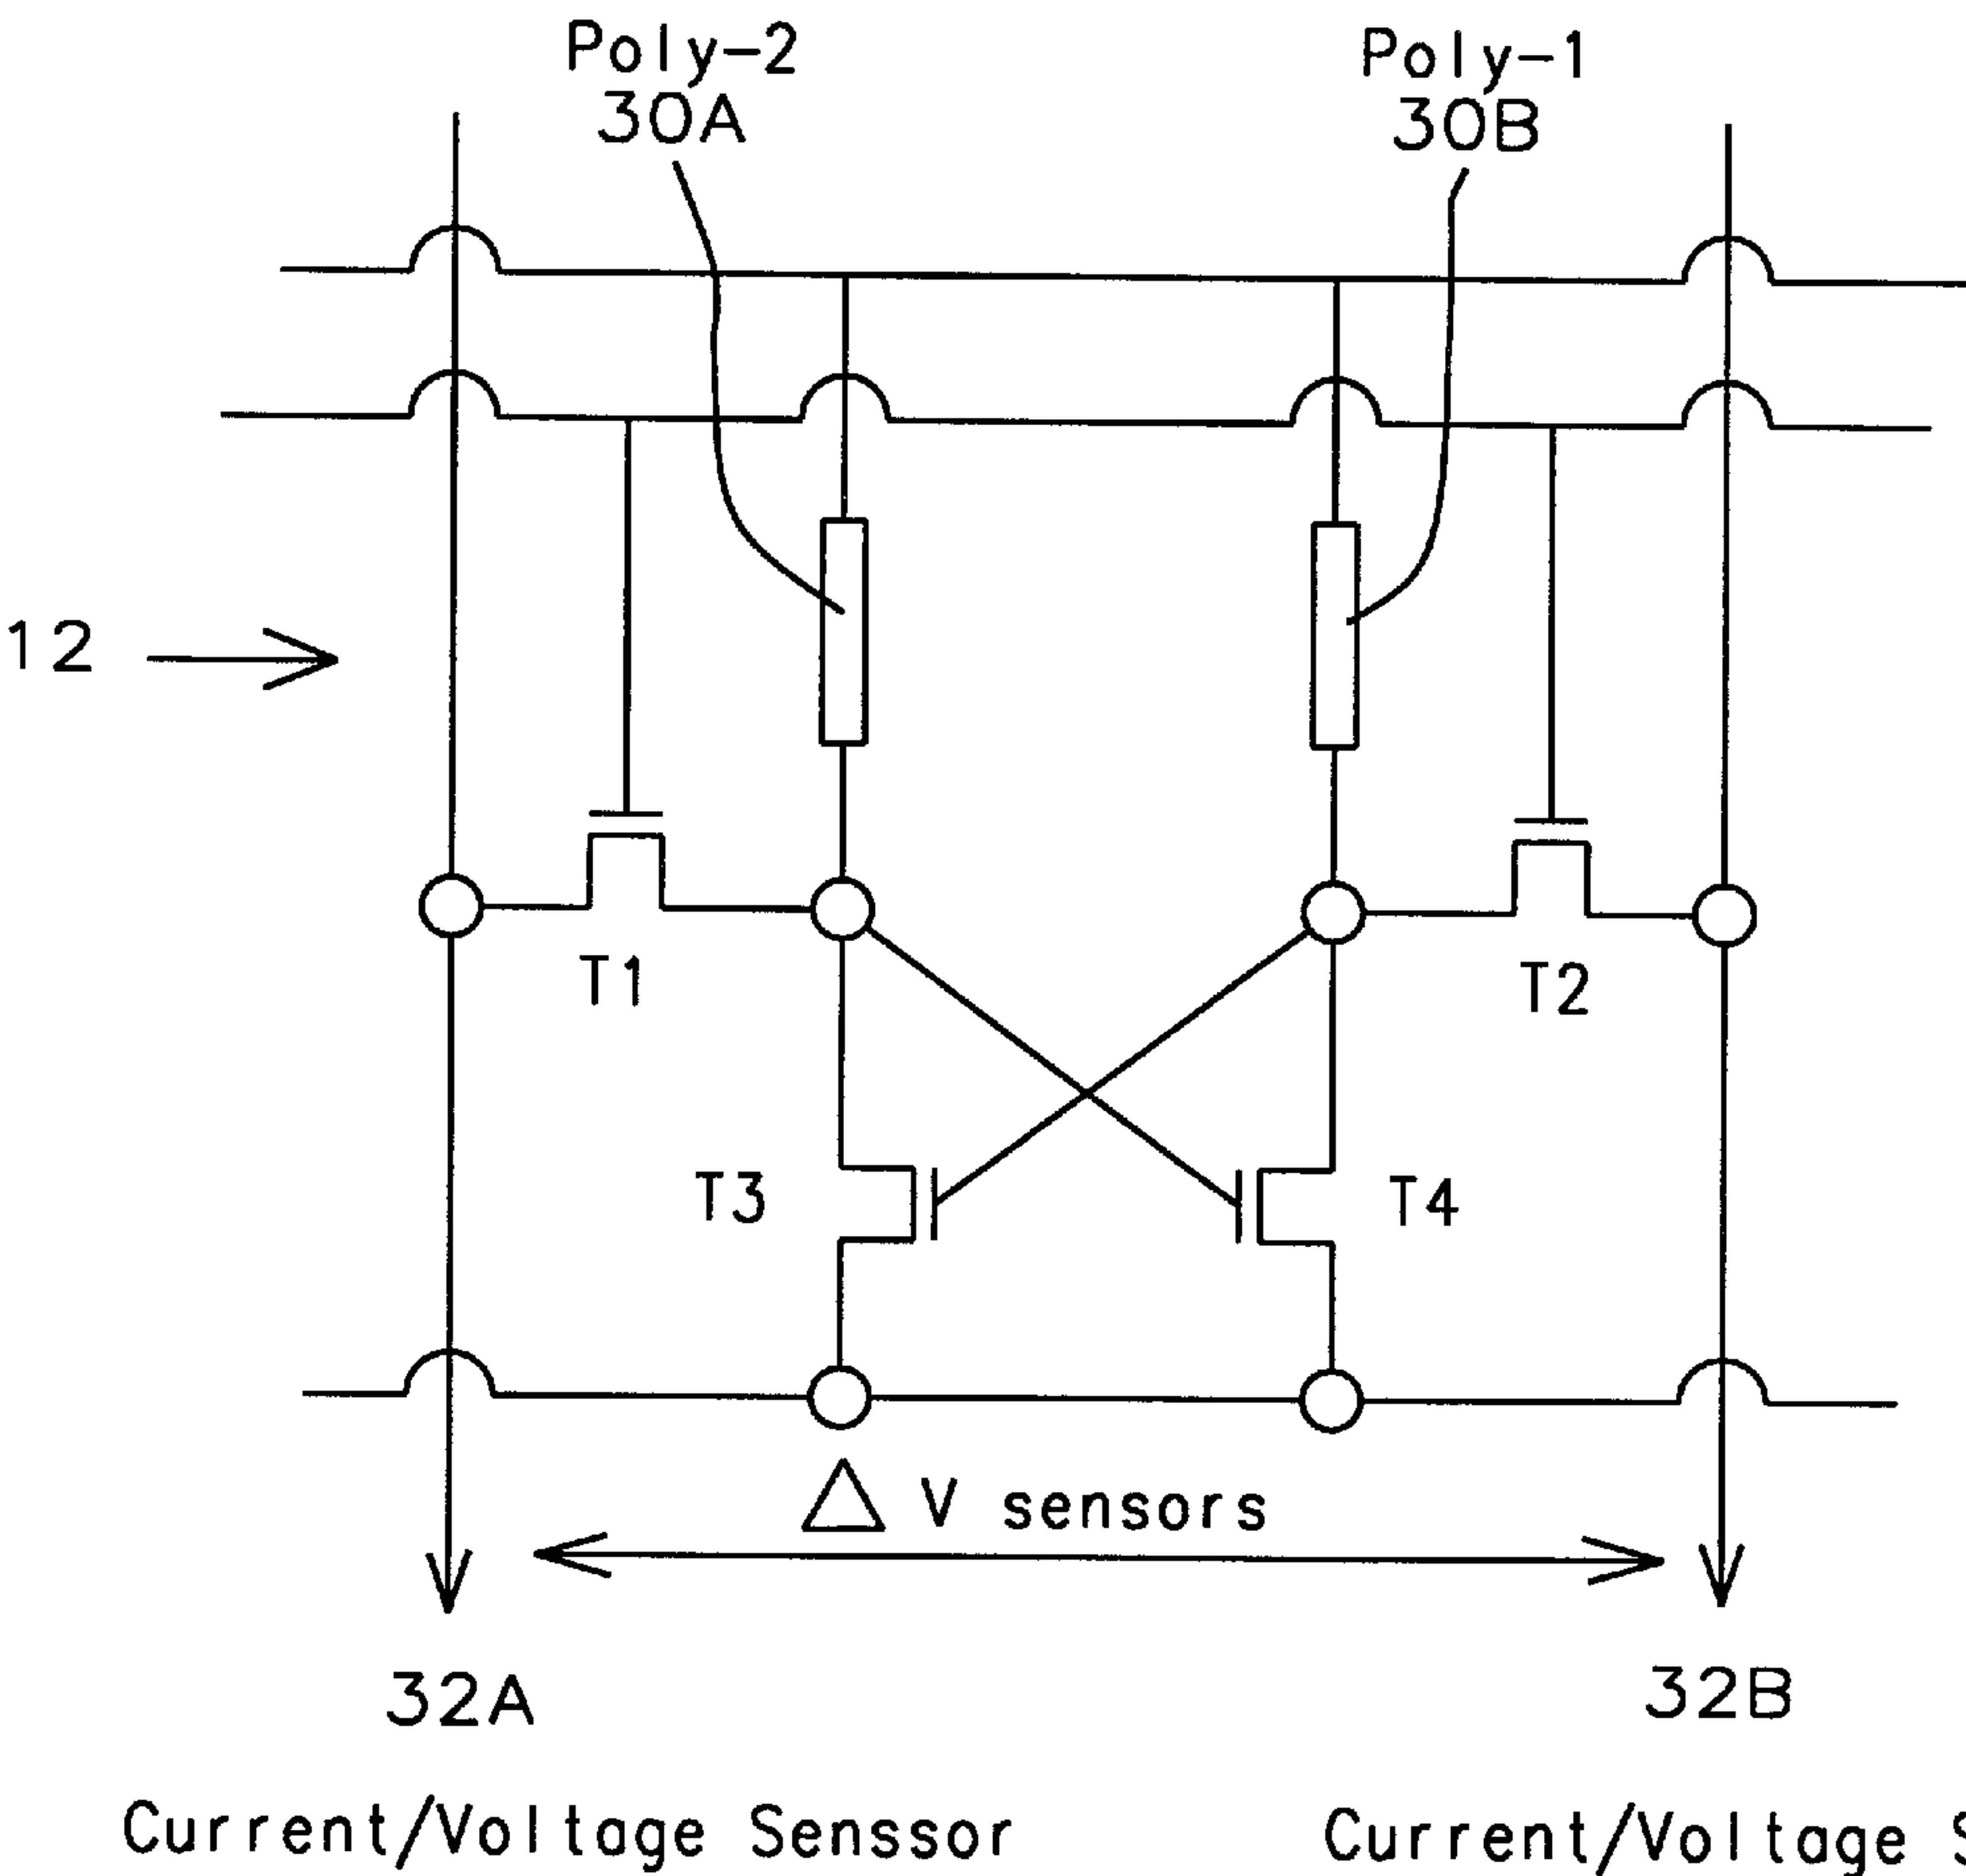 Poly-2
30A
Poly-1
30B
12
T1
T2
T3
T4
△ V sensors
32A
32B
Current/Voltage Senssor
Current/Voltage S